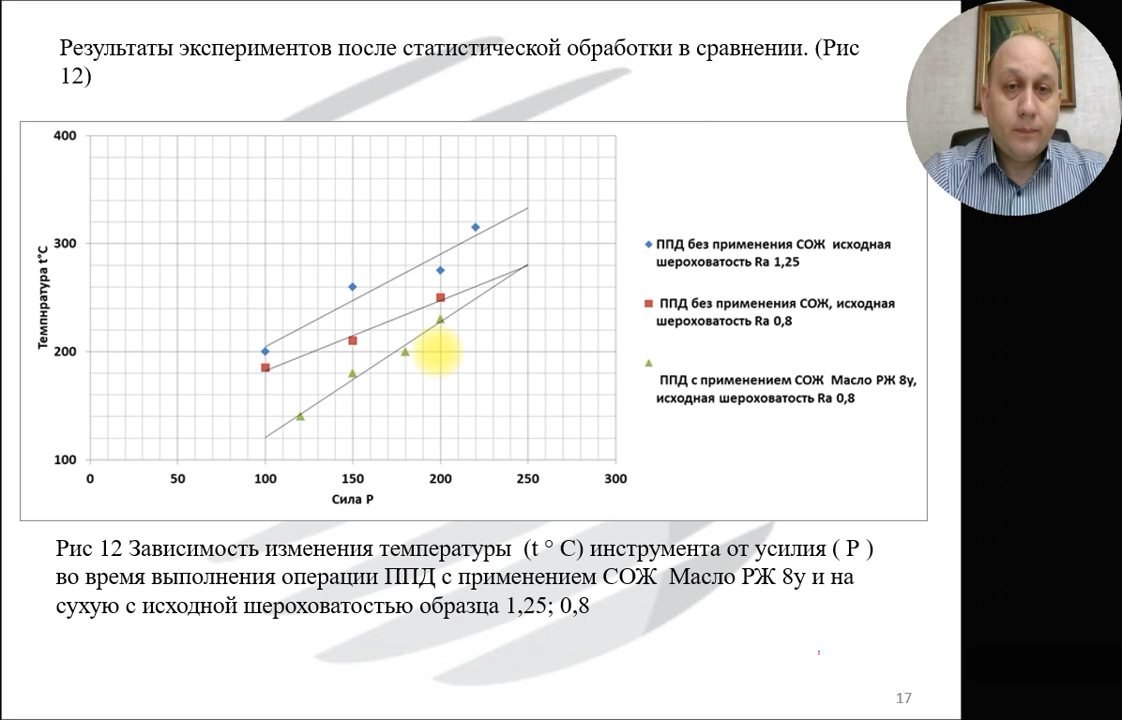 Результаты экспериментов после статистической обработки в сравнении. (Рис
12)
400
300
200
100
Темпнратура t°C
0 50 100 150 200 250 300
Сила Р
ППД без применения СОЖ исходная
шероховатость Ra 1,25
ППД без применения СОЖ, исходная
шероховатость Ra 0,8
ППД с применением СОЖ Масло РЖ 8у,
исходная шероховатость Ra 0,8
Рис 12 Зависимость изменения температуры (t ° C) инструмента от усилия ( Р )
во время выполнения операции ППД с применением СОЖ Масло РЖ 8у и на
сухую с исходной шероховатостью образца 1,25; 0,8
17